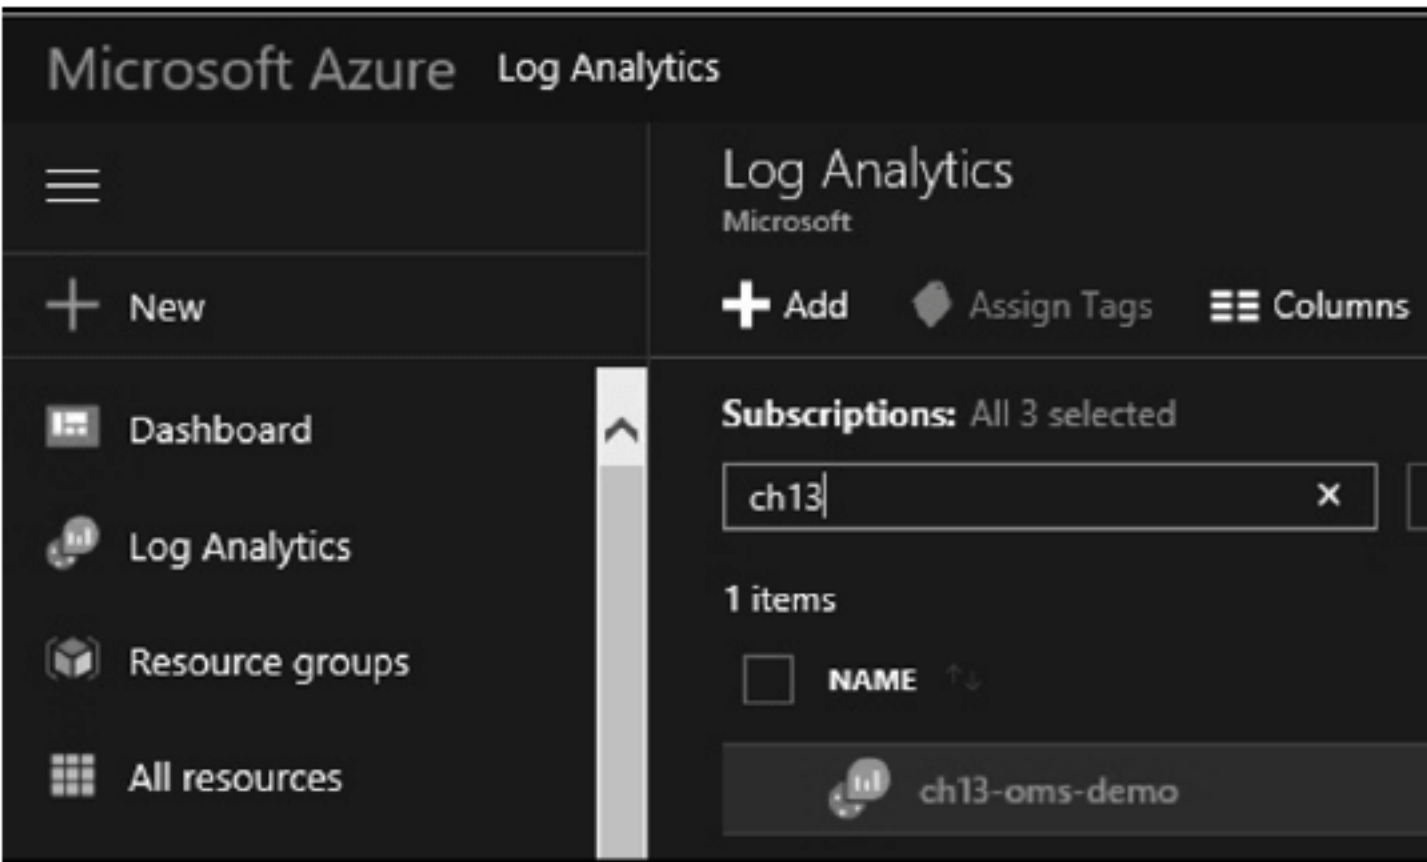 Microsoft Azure Log Analytics
New
Dashboard
Log Analytics
Resource groups
All resources
Log Analytics
Microsoft
Add Assign Tags Columns
Subscriptions: All 3 selected
ch13
1 items
NAME
ch13-oms-demo